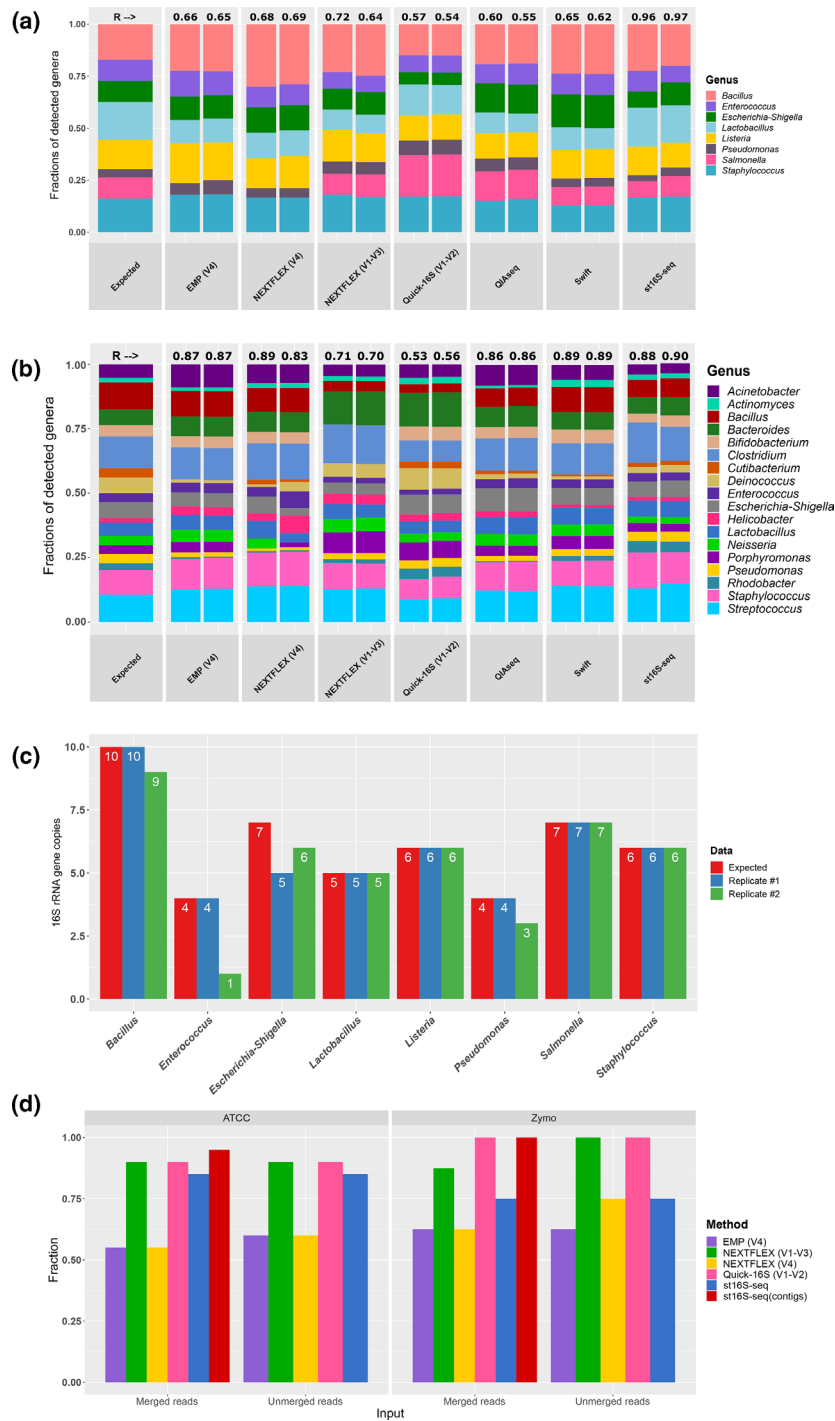 (a)
R --> 0.66 0.65 0.68 0.69 0.72 0.64 0.57 0.54 0.60 0.55 0.65 0.62 0.96 0.97
Fractions of detected genera
1.00
0.75
0.50
0.25
0.00
Expected
EMP (V4)
NEXTFLEX (V4)
NEXTFLEX (V1-V3)
Quick-16S (V1-V2)
QIAseq
Swift
st16S-seq
Genus
Bacillus
Enterococcus
Escherichia-Shigella
Lactobacillus
Listeria
Pseudomonas
Salmonella
Staphylococcus
(b)
R --> 0.87 0.87 0.89 0.83 0.71 0.70 0.53 0.56 0.86 0.86 0.89 0.89 0.88 0.90
Fractions of detected genera
1.00
0.75
0.50
0.25
0.00
Expected
EMP (V4)
NEXTFLEX (V4)
NEXTFLEX (V1-V3)
Quick-16S (V1-V2)
QIAseq
Swift
st16S-seq
Genus
Acinetobacter
Actinomyces
Bacillus
Bacteroides
Bifidobacterium
Clostridium
Cutibacterium
Deinococcus
Enterococcus
Escherichia-Shigella
Helicobacter
Lactobacillus
Neisseria
Porphyromonas
Pseudomonas
Rhodobacter
Staphylococcus
Streptococcus
(c)
16S rRNA gene copies
10.0
7.5
5.0
2.5
0.0
10 10 9
4 4 1
7 5 6
5 5 5
6 6 6
4 4 3
7 7 7
6 6 6
Bacillus
Enterococcus
Escherichia-Shigella
Lactobacillus
Listeria
Pseudomonas
Salmonella
Staphylococcus
Data
Expected
Replicate #1
Replicate #2
(d)
ATCC
Zymo
Fraction
1.00
0.75
0.50
0.25
0.00
Merged reads
Unmerged reads
Merged reads
Unmerged reads
Input
Method
EMP (V4)
NEXTFLEX (V1-V3)
NEXTFLEX (V4)
Quick-16S (V1-V2)
st16S-seq
st16S-seq(contigs)